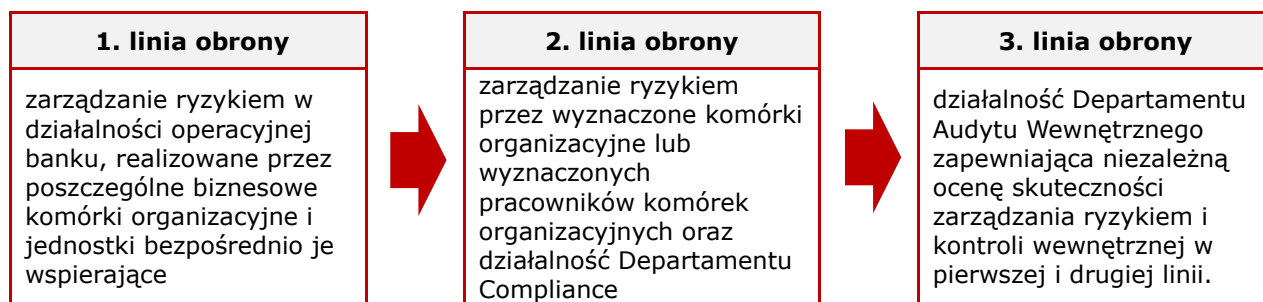 1. linia obrony
zarządzanie ryzykiem w
działalności operacyjnej
banku, realizowane przez
poszczególne biznesowe
komórki organizacyjne i
jednostki bezpośrednio je
wspierające
2. linia obrony
zarządzanie ryzykiem
przez wyznaczone komórki
organizacyjne lub
wyznaczonych
pracowników komórek
organizacyjnych oraz
działalność Departamentu
Compliance
3. linia obrony
działalność Departamentu
Audytu Wewnętrznego
zapewniająca niezależną
ocenę skuteczności
zarządzania ryzykiem i
kontroli wewnętrznej w
pierwszej i drugiej linii.